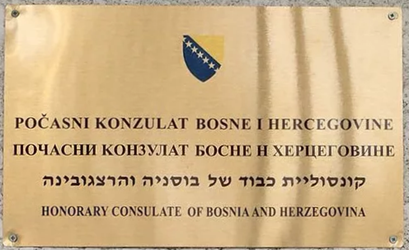 POČASNI KONZULAT BOSNE I HERCEGOVINE
ПОЧАСНИ КОНЗУЛАТ БОСНЕ Н ХЕРЦЕГОВИНЕ
קונסוליית כבוד של בוסניה והרצגובינה
HONORARY CONSULATE OF BOSNIA AND HERZEGOVINA